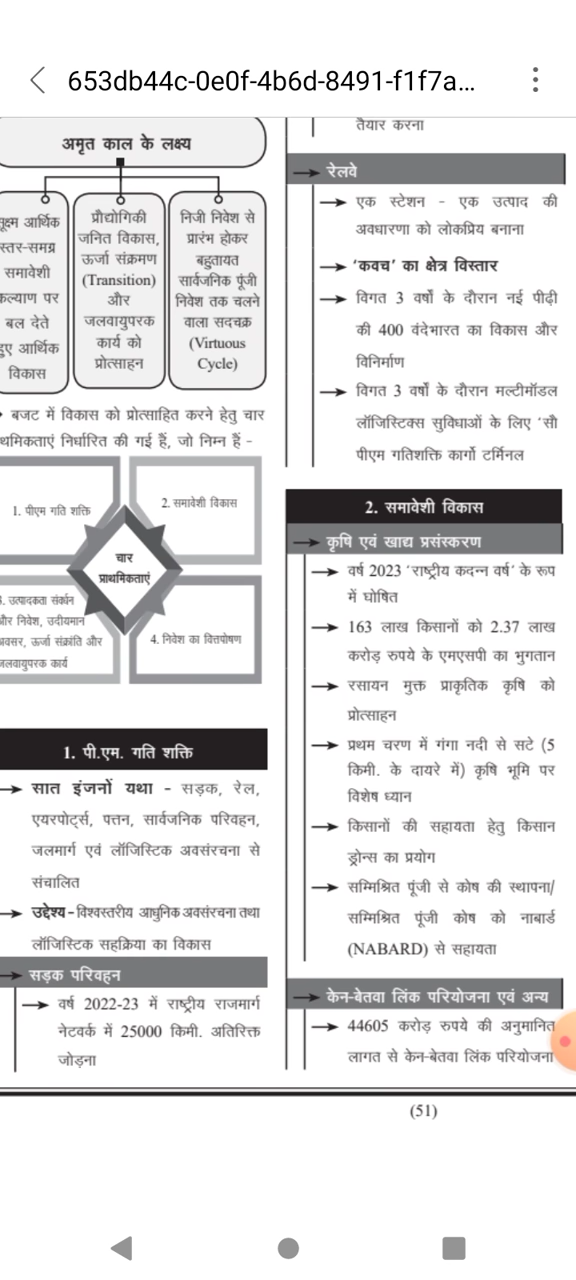 653db44c-0e0f-4b6d-8491-f1f7a...
अमृत काल के लक्ष्य
आर्थिक
स्तर-समग्र
समावेशी
कल्याण पर
बल देते
हुए आर्थिक
विकास
प्रौद्योगिकी
जनित विकास,
ऊर्जा संक्रमण
(Transition)
और
जलवायुपरक
कार्य को
प्रोत्साहन
निजी निवेश से
प्रारंभ होकर
बहुतायत
सार्वजनिक पूंजी
निवेश तक चलने
वाला सदचक्र
(Virtuous
Cycle)
बजट में विकास को प्रोत्साहित करने हेतु चार
थमिकताएं निर्धारित की गई हैं, जो निम्न हैं -
1. पीएम गति शक्ति
2. समावेशी विकास
चार
प्राथमिकताएं
3. उत्पादकता संवर्धन
और निवेश, उदीयमान
अवसर, ऊर्जा संक्रांति और
जलवायुपरक कार्य
4. निवेश का वित्तपोषण
1. पी.एम. गति शक्ति
सात इंजनों यथा - सड़क, रेल,
एयरपोर्ट्स, पत्तन, सार्वजनिक परिवहन,
जलमार्ग एवं लॉजिस्टिक अवसंरचना से
संचालित
उद्देश्य - विश्वस्तरीय आधुनिक अवसंरचना तथा
लॉजिस्टिक सहक्रिया का विकास
सड़क परिवहन
वर्ष 2022-23 में राष्ट्रीय राजमार्ग
नेटवर्क में 25000 किमी. अतिरिक्त
जोड़ना
तैयार करना
रेलवे
एक स्टेशन - एक उत्पाद की
अवधारणा को लोकप्रिय बनाना
'कवच' का क्षेत्र विस्तार
विगत 3 वर्षों के दौरान नई पीढ़ी
की 400 वंदेभारत का विकास और
विनिर्माण
विगत 3 वर्षों के दौरान मल्टीमॉडल
लॉजिस्टिक्स सुविधाओं के लिए 'सौ
पीएम गतिशक्ति कार्गो टर्मिनल
2. समावेशी विकास
कृषि एवं खाद्य प्रसंस्करण
वर्ष 2023 'राष्ट्रीय कदन्न वर्ष' के रूप
में घोषित
163 लाख किसानों को 2.37 लाख
करोड़ रुपये के एमएसपी का भुगतान
रसायन मुक्त प्राकृतिक कृषि को
प्रोत्साहन
प्रथम चरण में गंगा नदी से सटे (5
किमी. के दायरे में) कृषि भूमि पर
विशेष ध्यान
किसानों की सहायता हेतु किसान
ड्रोन्स का प्रयोग
सम्मिश्रित पूंजी से कोष की स्थापना/
सम्मिश्रित पूंजी कोष को नाबार्ड
(NABARD) से सहायता
केन-बेतवा लिंक परियोजना एवं अन्य
44605 करोड़ रुपये की अनुमानित
लागत से केन-बेतवा लिंक परियोजना
(51)